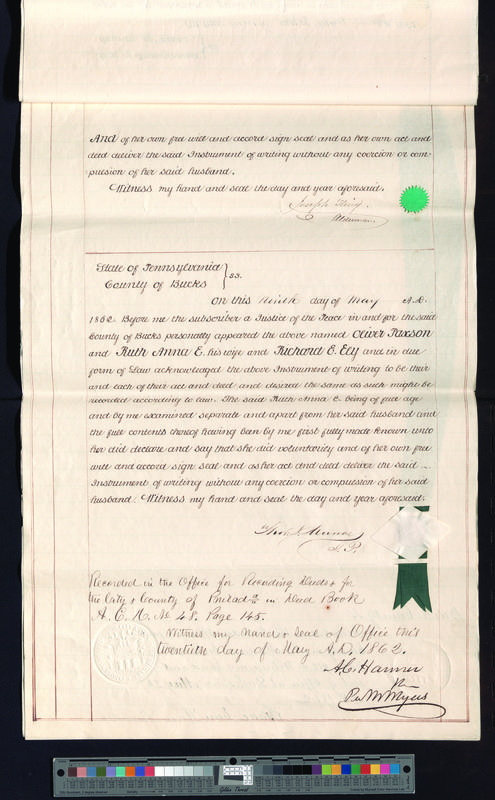 And of her own free will and accord sign seal and as her own act and
deed deliver the said Instrument of writing without any coercion or com-
pulsion of her said husband.
Witness my hand and seal the day and year aforesaid.
Joseph
Alderman
State of Pennsylvania
County of Bucks } SS.
On this Ninth day of May A.D.
1862 Before me the subscriber a Justice of the Peace in and for the said
County of Bucks personally appeared the above named Oliver Paxson
and Ruth Anna E. his wife and Richard E. Ely and in due
form of Law acknowledged the above Instrument of writing to be their
and each of their act and deed and desired the same as such might be
recorded according to law. The said Ruth Anna E. being of full age
and by me examined separate and apart from her said husband and
the full contents thereof having been by me first fully made known unto
her did declare and say that she did voluntarily and of her own free
will and accord sign seal and as her act and deed deliver the said
Instrument of writing without any coercion or compulsion of her said
husband: Witness my hand and seal the day and year aforesaid.
J. P.
Recorded in the Office for Recording Deeds & for
the City & County of Philad^a in Deed Book
A. C. H. No 48. Page 145.
Witness my Hand & Seal of Office this
twentieth day of May A.D. 1862.
A C Harmer
Per M Myers